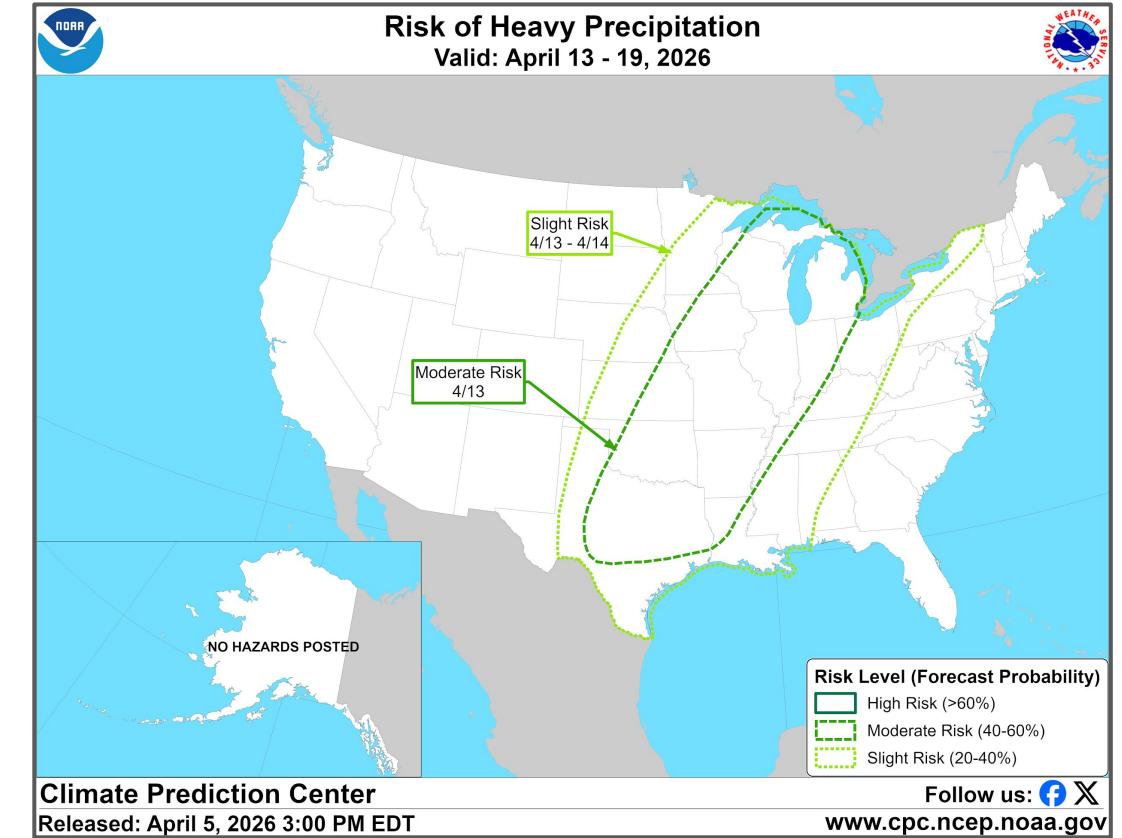 NOAA
Risk of Heavy Precipitation
Valid: April 13 - 19, 2026
NATIONAL WEATHER SERVICE
Slight Risk
4/13 - 4/14
Moderate Risk
4/13
NO HAZARDS POSTED
Risk Level (Forecast Probability)
High Risk (>60%)
Moderate Risk (40-60%)
Slight Risk (20-40%)
Climate Prediction Center
Follow us:
Released: April 5, 2026 3:00 PM EDT
www.cpc.ncep.noaa.gov